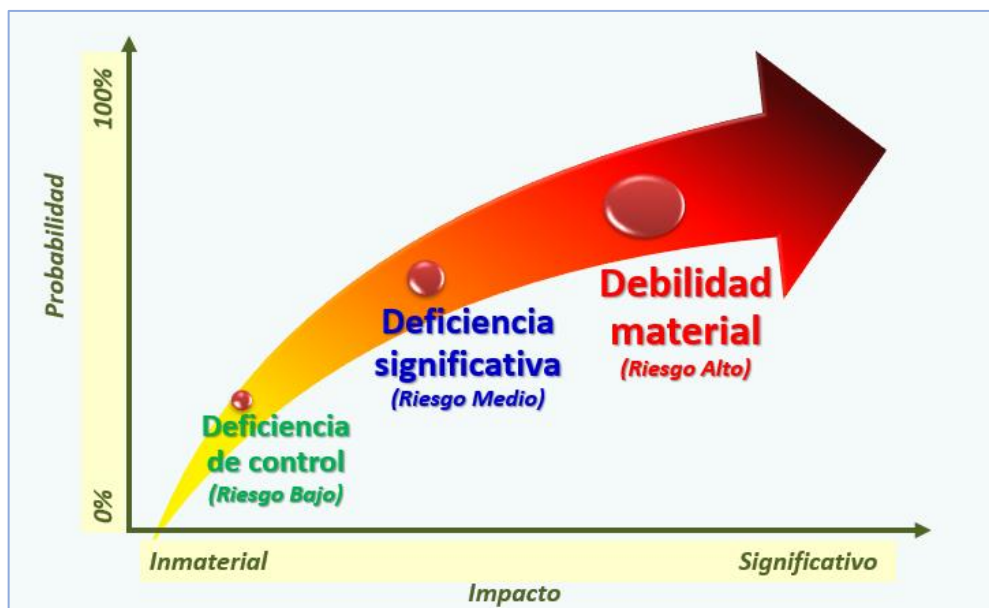 100%
Probabilidad
0%
Debilidad
material
(Riesgo Alto)
Deficiencia
significativa
(Riesgo Medio)
Deficiencia
de control
(Riesgo Bajo)
Inmaterial
Significativo
Impacto